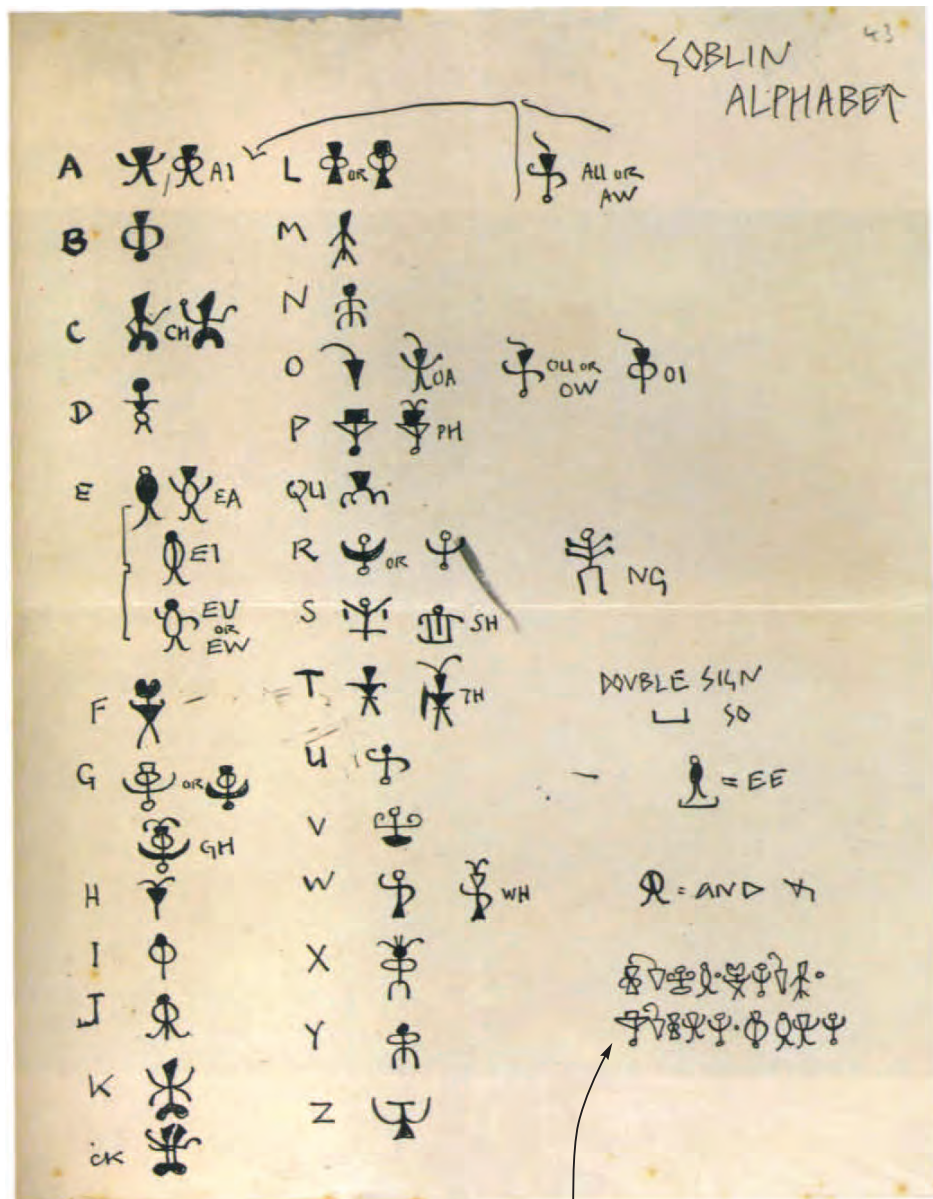 43
GOBLIN
ALPHABET
A AI
B
C CH
D
E EA
EI
EU
OR
EW
F
G OR
GH
H
I
J
K
CK
L OR
M
N
O OA OU OR
OW OI
P PH
QU
R OR
S SH
T TH
U
V
W WH
X
Y
Z
AU OR
AW
NG
DOUBLE SIGN
SO
= EE
= AND